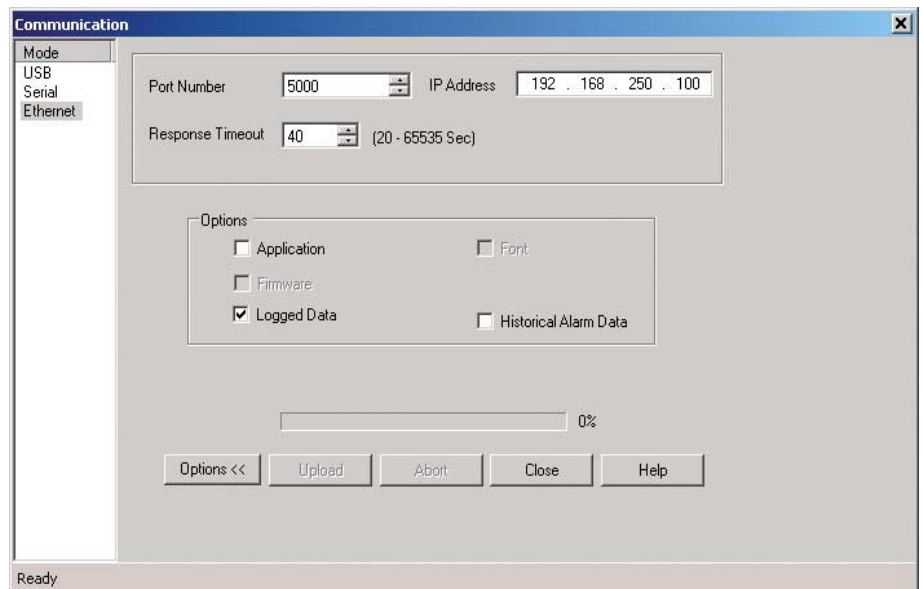 Communication
Mode
USB
Serial
Ethernet
Port Number 5000 IP Address 192 . 168 . 250 . 100
Response Timeout 40 (20 - 65535 Sec)
Options
Application Font
Firmware
Logged Data Historical Alarm Data
0%
Options << Upload Abort Close Help
Ready